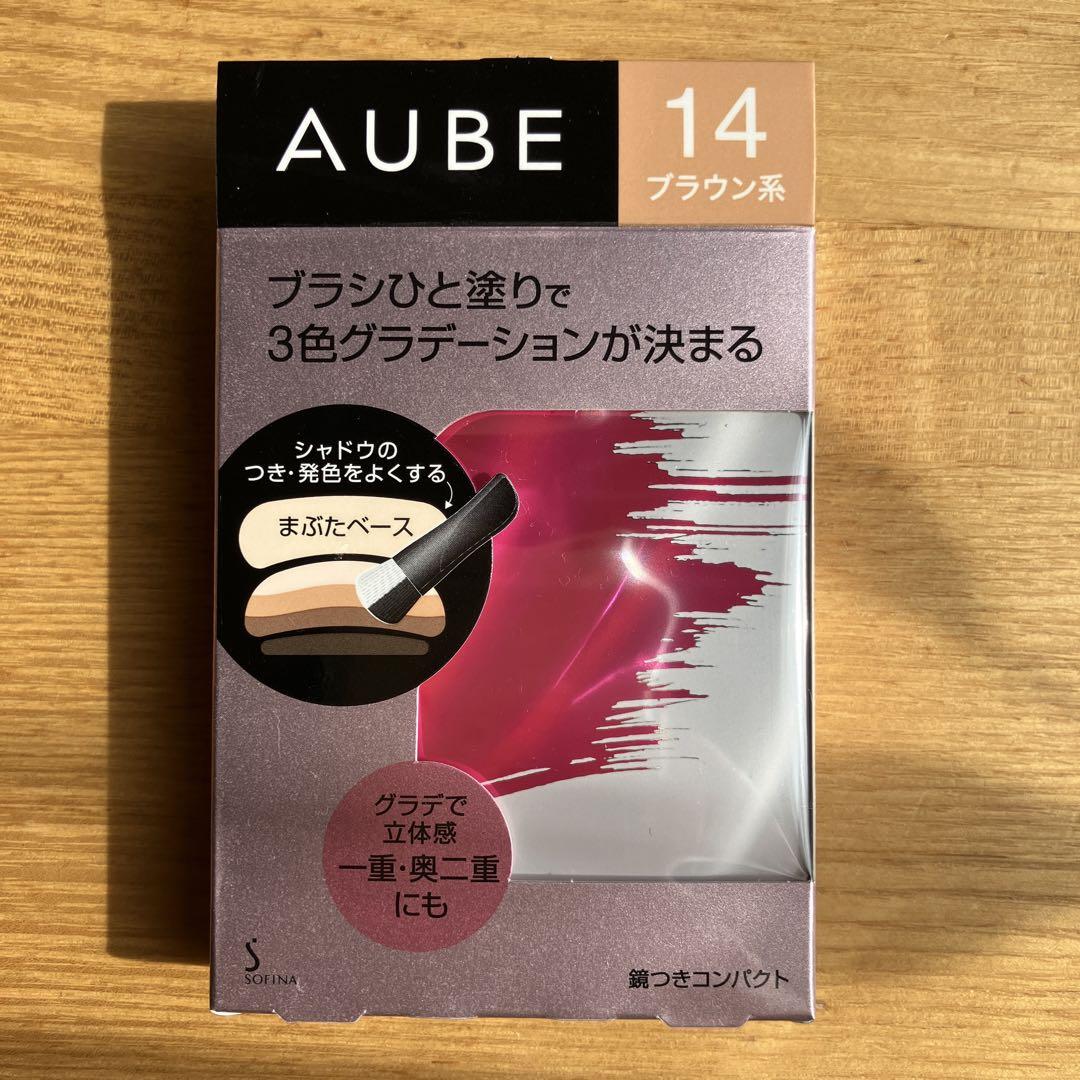 AUBE
14
ブラウン系
ブラシひと塗りで
3色グラデーションが決まる
シャドウの
つき・発色をよくする
まぶたベース
グラデで
立体感
一重・奥二重
にも
SOFINA
鏡つきコンパクト